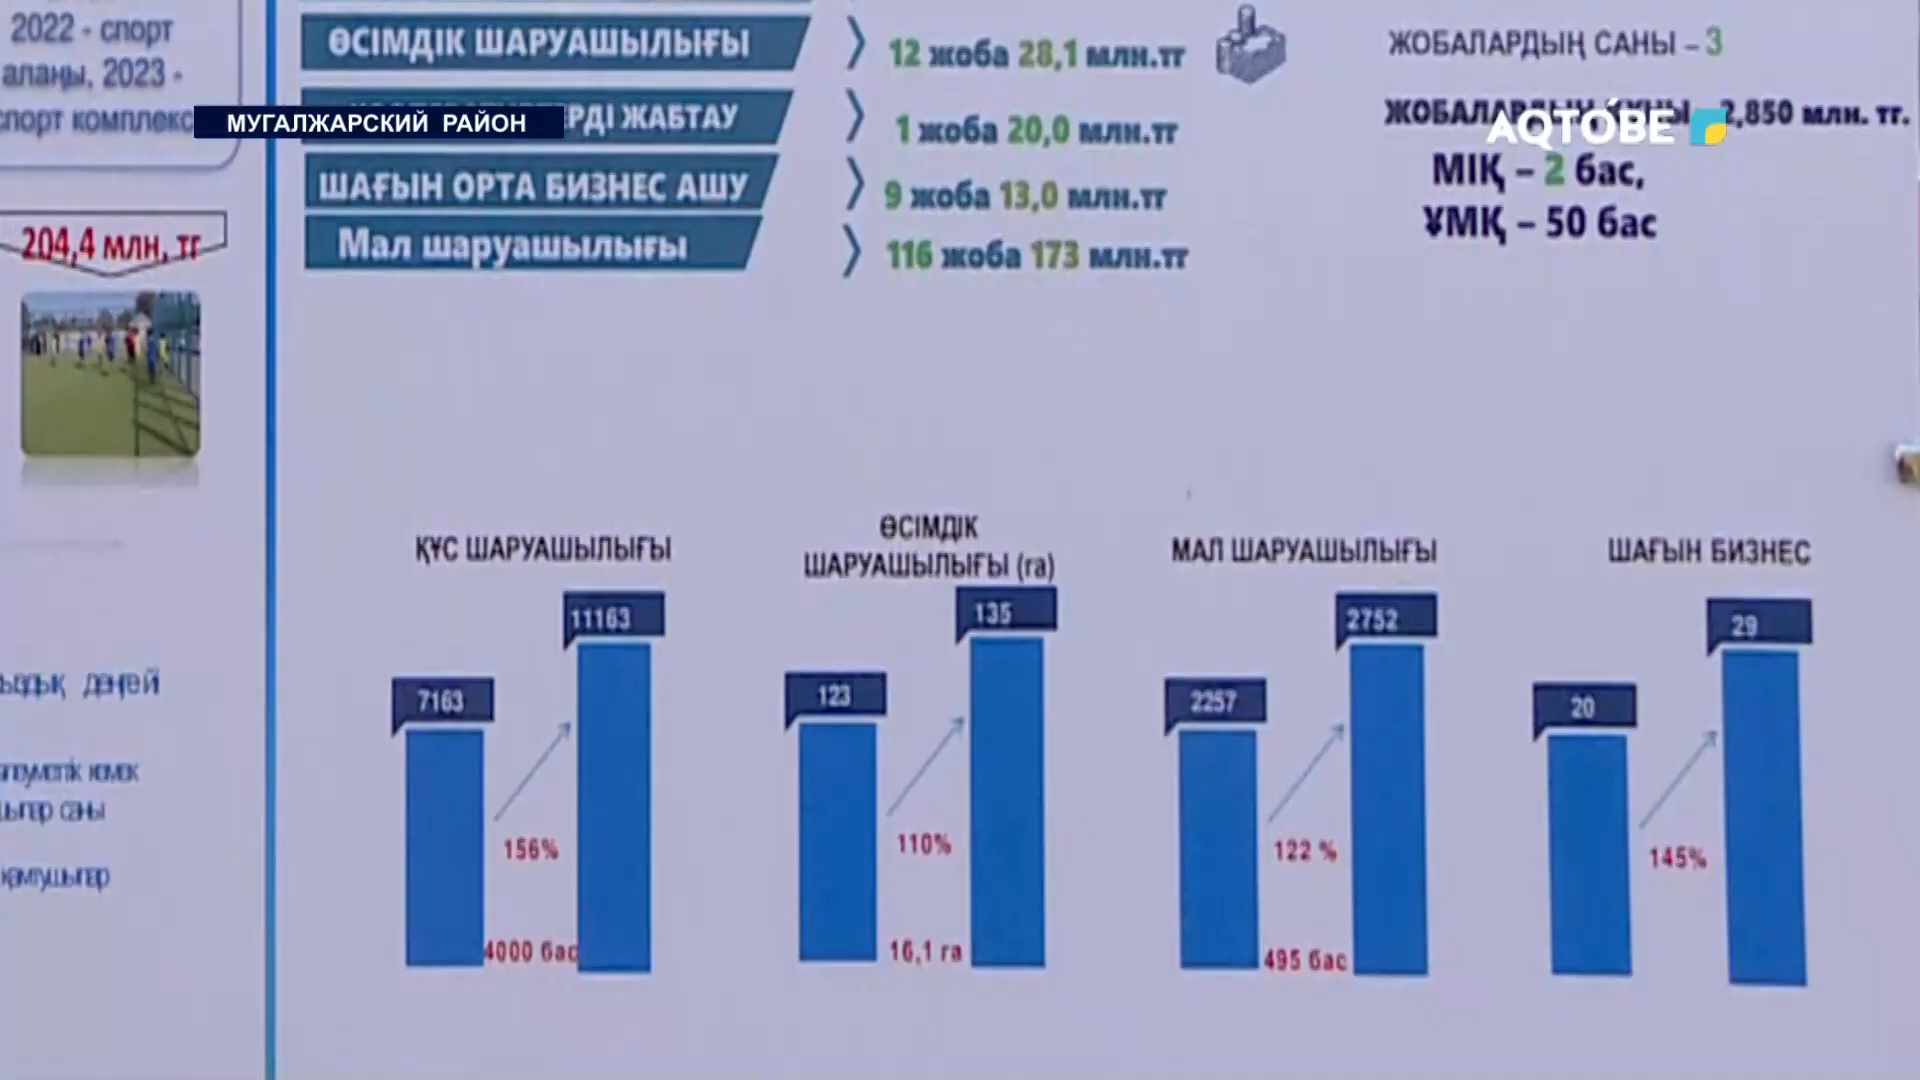 2022 - спорт
алаңы, 2023 -
спорт комплекс
204,4 млн, тг
деңгей
саны
МУГАЛЖАРСКИЙ РАЙОН
ӨСІМДІК ШАРУАШЫЛЫҒЫ
12 жоба 28,1 млн.тг
ЖАБТАУ
1 жоба 20,0 млн.тг
ШАҒЫН ОРТА БИЗНЕС АШУ
9 жоба 13,0 млн.тг
Мал шаруашылығы
116 жоба 173 млн.тг
ЖОБАЛАРДЫҢ САНЫ – 3
ЖОБАЛАРДЫҢ 2,850 млн. тг.
AQTÓBE
МІҚ – 2 бас,
ҰМҚ – 50 бас
ҚҰС ШАРУАШЫЛЫҒЫ
7163
11163
156%
4000 бас
ӨСІМДІК
ШАРУАШЫЛЫҒЫ (га)
123
135
110%
16,1 га
МАЛ ШАРУАШЫЛЫҒЫ
2257
2752
122 %
495 бас
ШАҒЫН БИЗНЕС
20
29
145%